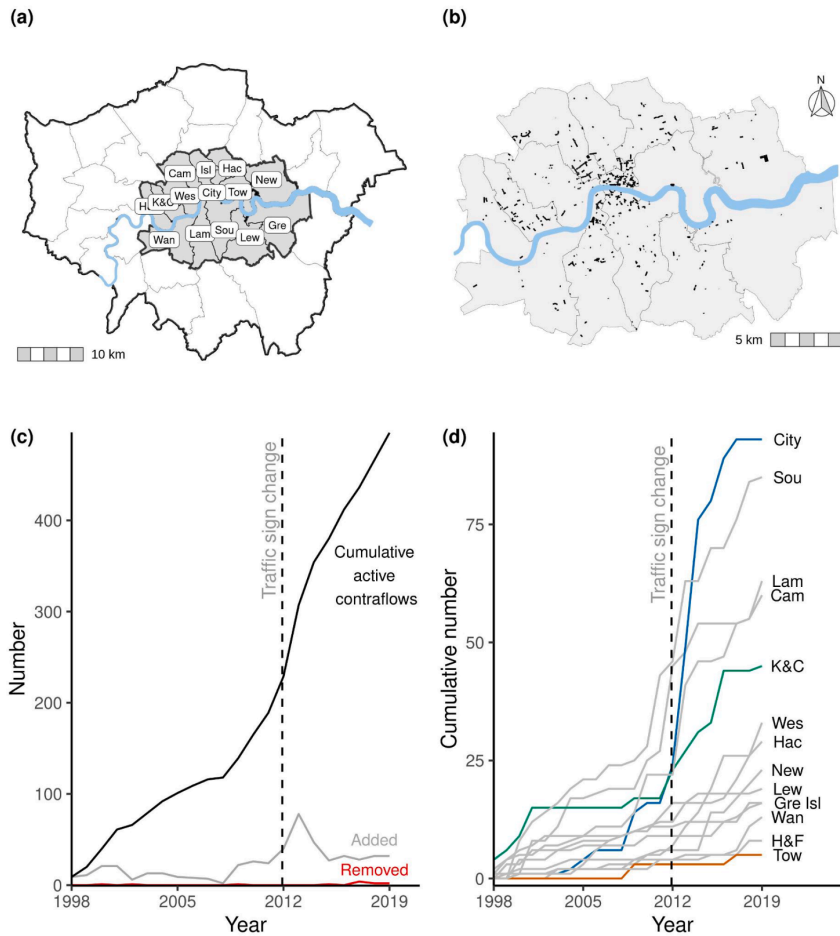 (a)
Cam
Isl
Hac
New
H
K&C
Wes
City
Tow
Wan
Lam
Sou
Lew
Gre
10 km
(b)
N
5 km
(c)
Number
400
300
200
100
0
Traffic sign change
Cumulative
active
contraflows
Added
Removed
1998
2005
2012
2019
Year
(d)
Cumulative number
75
50
25
0
Traffic sign change
City
Sou
Lam
Cam
K&C
Wes
Hac
New
Lew
Gre Isl
Wan
H&F
Tow
1998
2005
2012
2019
Year